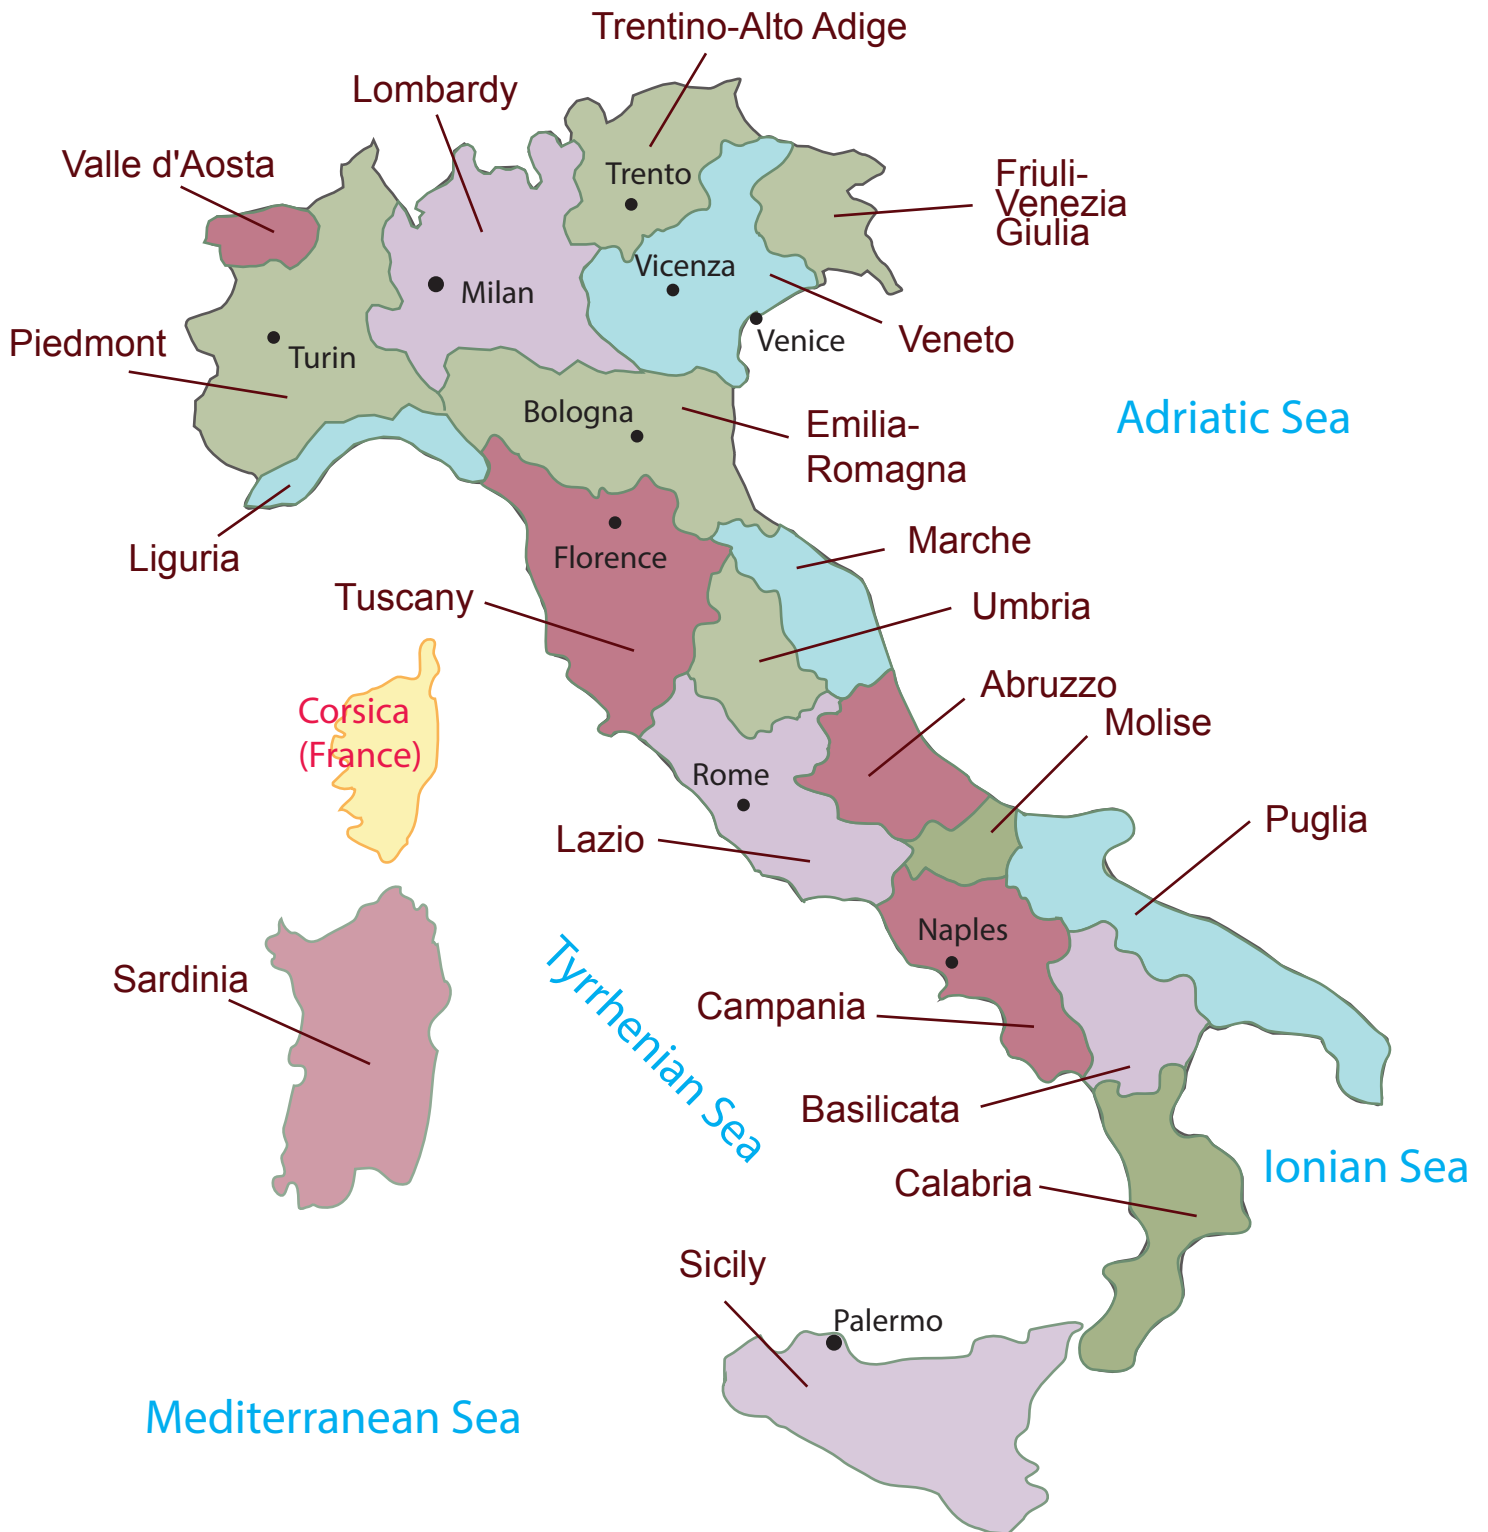 Trentino-Alto Adige
Lombardy
Valle d'Aosta
Trento
Friuli-
Venezia
Giulia
Vicenza
Milan
Venice
Veneto
Piedmont
Turin
Bologna
Adriatic Sea
Emilia-
Romagna
Liguria
Florence
Marche
Tuscany
Umbria
Abruzzo
Corsica
(France)
Molise
Rome
Lazio
Puglia
Naples
Sardinia
Tyrrhenian Sea
Campania
Basilicata
Ionian Sea
Calabria
Sicily
Palermo
Mediterranean Sea